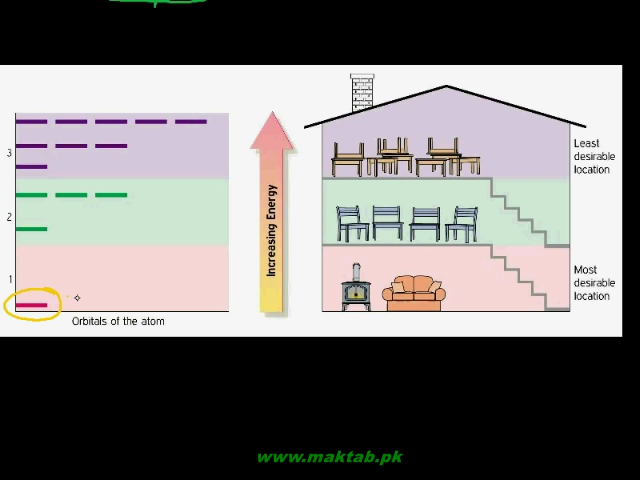 3
2
1
Orbitals of the atom
Increasing Energy
Least
desirable
location
Most
desirable
location
www.maktab.pk